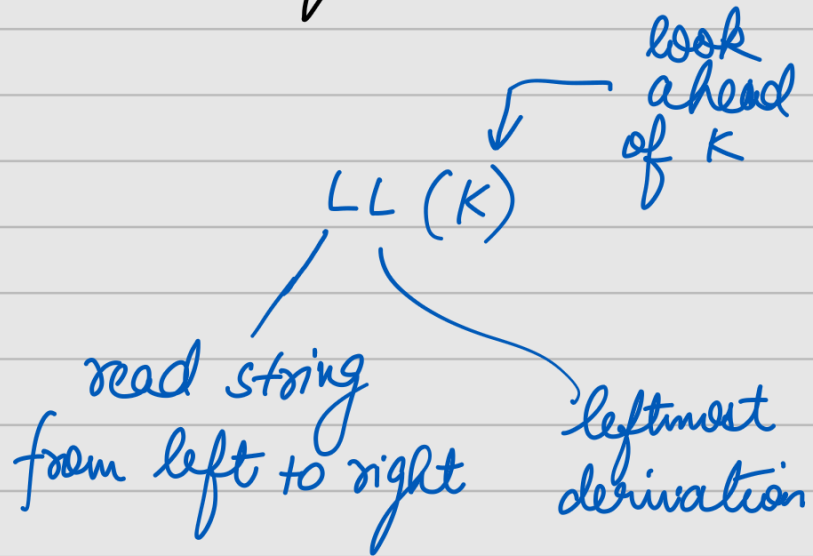 look
ahead
of K
LL (K)
read string
from left to right
leftmost
derivation